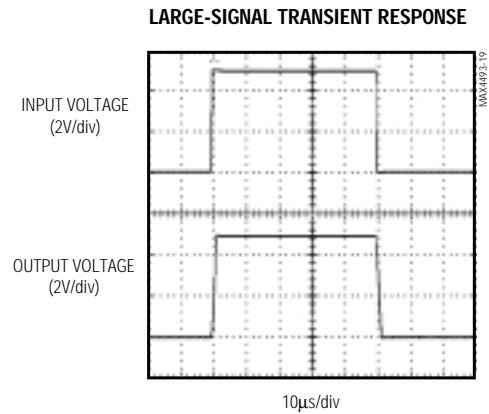 LARGE-SIGNAL TRANSIENT RESPONSE
MAX4493-19
INPUT VOLTAGE
(2V/div)
OUTPUT VOLTAGE
(2V/div)
10μs/div